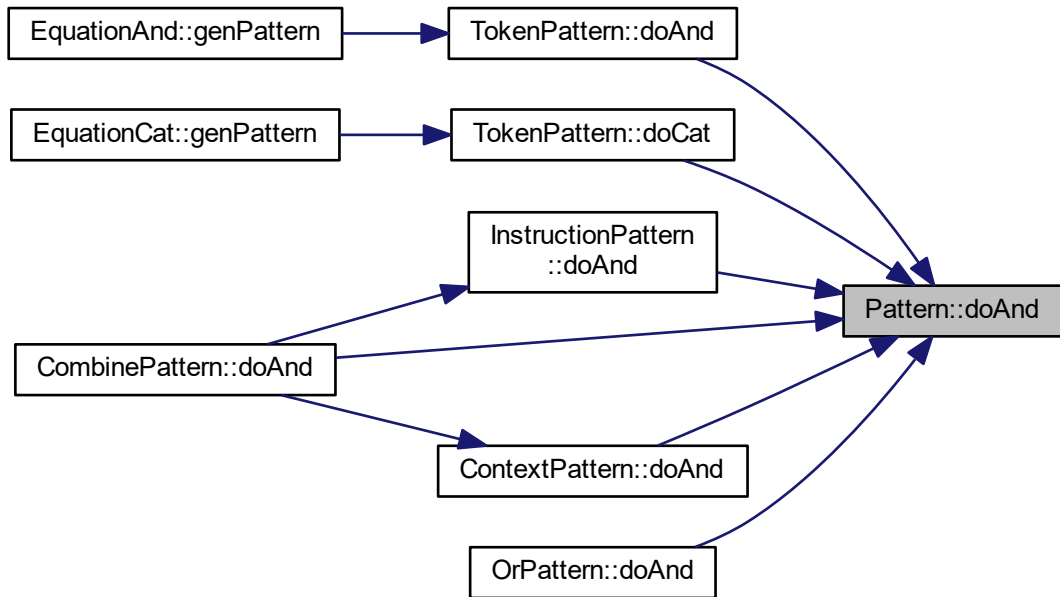 EquationAnd::genPattern
TokenPattern::doAnd
EquationCat::genPattern
TokenPattern::doCat
InstructionPattern
::doAnd
Pattern::doAnd
CombinePattern::doAnd
ContextPattern::doAnd
OrPattern::doAnd